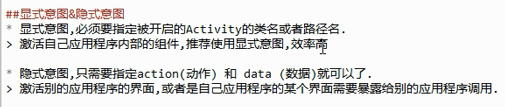 ##显式意图&隐式意图
* 显式意图,必须要指定被开启的Activity的类名或者路径名.
> 激活自己应用程序内部的组件,推荐使用显式意图,效率高
* 隐式意图,只需要指定action(动作) 和 data (数据)就可以了.
> 激活别的应用程序的界面,或者是自己应用程序的某个界面需要暴露给别的应用程序调用.